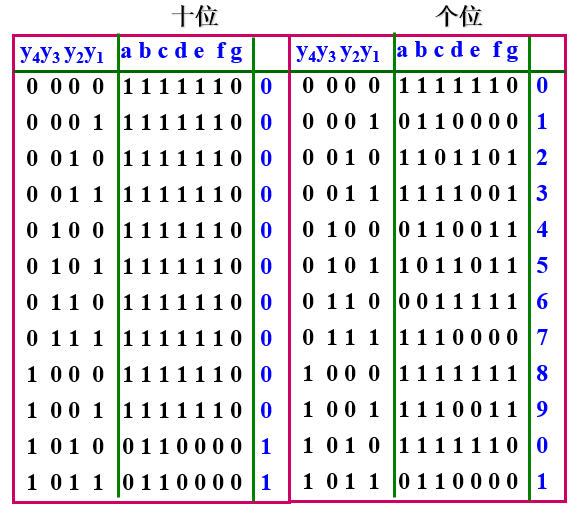 十位 个位
y4y3 y2y1 a b c d e f g y4y3 y2y1 a b c d e f g
0 0 0 0 1 1 1 1 1 1 0 0 0 0 0 0 1 1 1 1 1 1 0 0
0 0 0 1 1 1 1 1 1 1 0 0 0 0 0 1 0 1 1 0 0 0 0 1
0 0 1 0 1 1 1 1 1 1 0 0 0 0 1 0 1 1 0 1 1 0 1 2
0 0 1 1 1 1 1 1 1 1 0 0 0 0 1 1 1 1 1 1 0 0 1 3
0 1 0 0 1 1 1 1 1 1 0 0 0 1 0 0 0 1 1 0 0 1 1 4
0 1 0 1 1 1 1 1 1 1 0 0 0 1 0 1 1 0 1 1 0 1 1 5
0 1 1 0 1 1 1 1 1 1 0 0 0 1 1 0 0 0 1 1 1 1 1 6
0 1 1 1 1 1 1 1 1 1 0 0 0 1 1 1 1 1 1 0 0 0 0 7
1 0 0 0 1 1 1 1 1 1 0 0 1 0 0 0 1 1 1 1 1 1 1 8
1 0 0 1 1 1 1 1 1 1 0 0 1 0 0 1 1 1 1 0 0 1 1 9
1 0 1 0 0 1 1 0 0 0 0 1 1 0 1 0 1 1 1 1 1 1 0 0
1 0 1 1 0 1 1 0 0 0 0 1 1 0 1 1 0 1 1 0 0 0 0 1